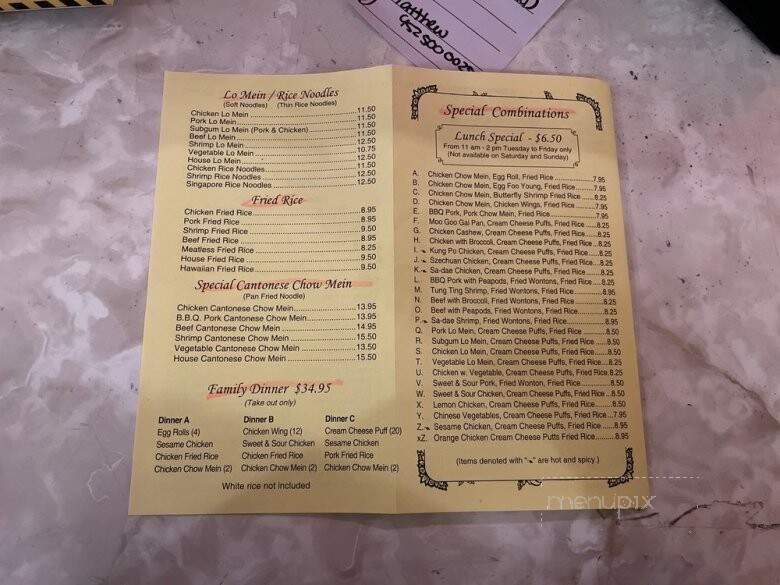 Matthew
Lo Mein / Rice Noodles
(Soft Noodles) (Thin Rice Noodles)
Chicken Lo Mein 11.50
Pork Lo Mein 11.50
Subgum Lo Mein (Pork & Chicken) 11.50
Beef Lo Mein 11.50
Shrimp Lo Mein 12.50
Vegetable Lo Mein 10.75
House Lo Mein 12.50
Chicken Rice Noodles 11.50
Shrimp Rice Noodles 12.50
Singapore Rice Noodles 12.50
Fried Rice
Chicken Fried Rice 8.95
Pork Fried Rice 8.95
Shrimp Fried Rice 9.50
Beef Fried Rice 8.95
Meatless Fried Rice 8.25
House Fried Rice 9.50
Hawaiian Fried Rice 9.50
Special Cantonese Chow Mein
(Pan Fried Noodle)
Chicken Cantonese Chow Mein 13.95
B.B.Q. Pork Cantonese Chow Mein 13.95
Beef Cantonese Chow Mein 14.95
Shrimp Cantonese Chow Mein 15.50
Vegetable Cantonese Chow Mein 13.50
House Cantonese Chow Mein 15.50
Family Dinner $34.95
(Take out only)
Dinner A Dinner B Dinner C
Egg Rolls (4) Chicken Wing (12) Cream Cheese Puff (20)
Sesame Chicken Sweet & Sour Chicken Sesame Chicken
Chicken Fried Rice Chicken Fried Rice Pork Fried Rice
Chicken Chow Mein (2) Chicken Chow Mein (2) Chicken Chow Mein (2)
White rice not Included
Special Combinations
Lunch Special - $6.50
From 11 am - 2 pm Tuesday to Friday only
(Not available on Saturday and Sunday)
A. Chicken Chow Mein, Egg Roll, Fried Rice 7.95
B. Chicken Chow Mein, Egg Foo Young, Fried Rice 7.95
C. Chicken Chow Mein, Butterfly Shrimp Fried Rice 8.25
D. Chicken Chow Mein, Chicken Wings, Fried Rice 7.95
E. BBQ Pork, Pork Chow Mein, Fried Rice 7.95
F. Moo Goo Gai Pan, Cream Cheese Puffs, Fried Rice 8.25
G. Chicken Cashew, Cream Cheese Puffs, Fried Rice 8.25
H. Chicken with Broccoli, Cream Cheese Puffs, Fried Rice 8.25
I. Kung Po Chicken, Cream Cheese Puffs, Fried Rice 8.25
J. Szechuan Chicken, Cream Cheese Puffs, Fried Rice 8.25
K. Sa-dae Chicken, Cream Cheese Puffs, Fried Rice 8.25
L. BBQ Pork with Peapods, Fried Wontons, Fried Rice 8.25
M. Tung Ting Shrimp, Fried Wontons, Fried Rice 8.95
N. Beef with Broccoli, Fried Wontons, Fried Rice 8.25
O. Beef with Peapods, Fried Wontons, Fried Rice 8.25
P. Sa-dae Shrimp, Fried Wontons, Fried Rice 8.95
Q. Pork Lo Mein, Cream Cheese Puffs, Fried Rice 8.50
R. Subgum Lo Mein, Cream Cheese Puffs, Fried Rice 8.50
S. Chicken Lo Mein, Cream Cheese Puffs, Fried Rice 8.50
T. Vegetable Lo Mein, Cream Cheese Puffs, Fried Rice 8.50
U. Chicken w. Vegetable, Cream Cheese Puffs, Fried Rice 8.25
V. Sweet & Sour Pork, Fried Wonton, Fried Rice 8.50
W. Sweet & Sour Chicken, Cream Cheese Puffs, Fried Rice 8.50
X. Lemon Chicken, Cream Cheese Puffs, Fried Rice 8.50
Y. Chinese Vegetables, Cream Cheese Puffs, Fried Rice 7.95
Z. Sesame Chicken, Cream Cheese Puffs, Fried Rice 8.95
xZ. Orange Chicken Cream Cheese Putts Fried Rice 8.95
(Items denoted with " " are hot and spicy.)
menupix